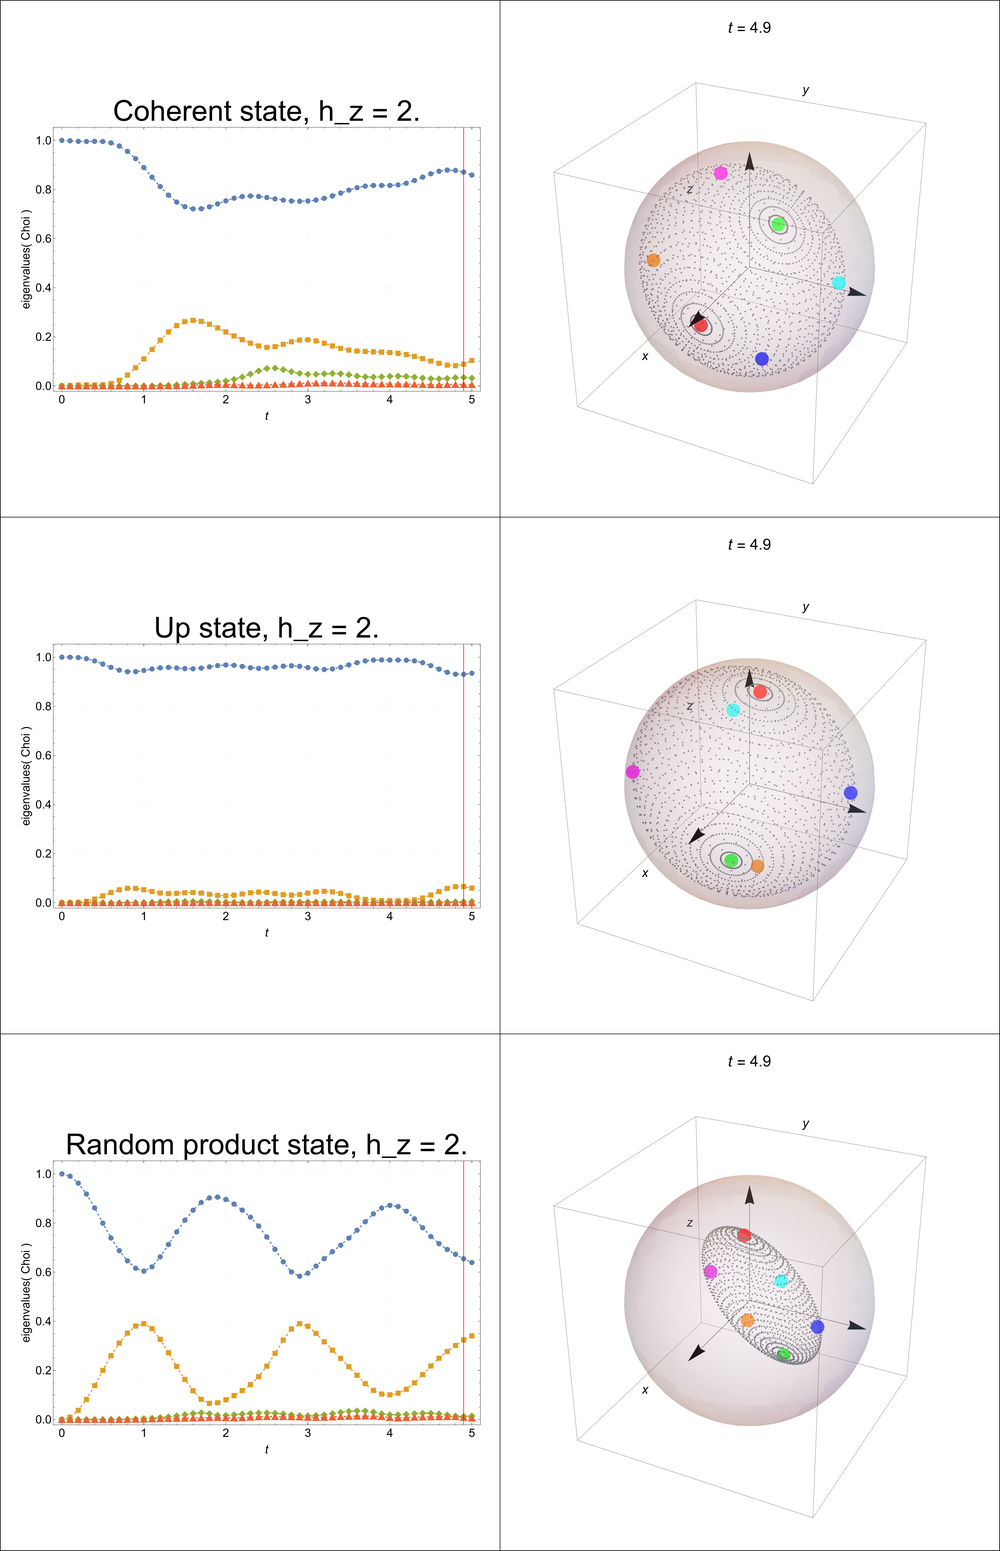 Coherent state, h_z = 2.
eigenvalues( Choi )
1.0
0.8
0.6
0.4
0.2
0.0
0 1 2 3 4 5
t
t = 4.9
y
z
x
Up state, h_z = 2.
eigenvalues( Choi )
1.0
0.8
0.6
0.4
0.2
0.0
0 1 2 3 4 5
t
t = 4.9
y
z
x
Random product state, h_z = 2.
eigenvalues( Choi )
1.0
0.8
0.6
0.4
0.2
0.0
0 1 2 3 4 5
t
t = 4.9
y
z
x